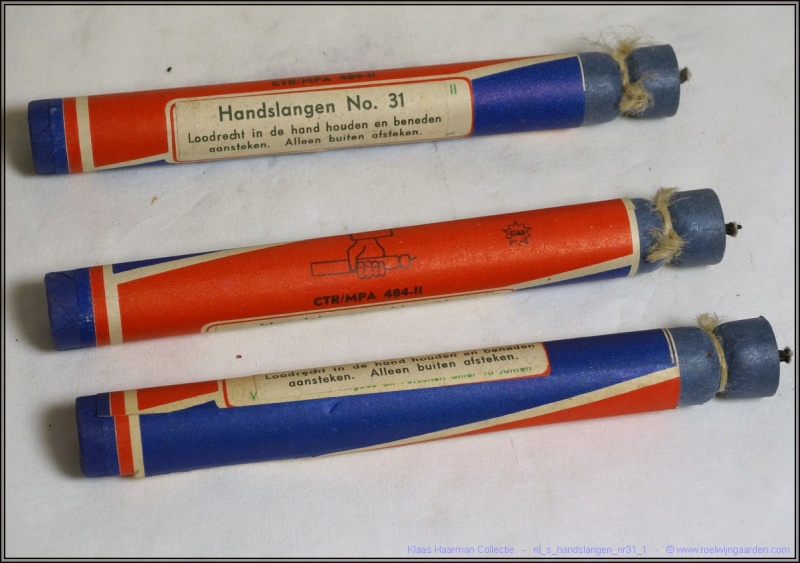 CTR/MPA 484-II
Handslangen No. 31
II
Loodrecht in de hand houden en beneden
aansteken. Alleen buiten afsteken.
STAR
CTR/MPA 484-II
Loodrecht in de hand houden en beneden
aansteken. Alleen buiten afsteken.
V
Klaas Haarman Collectie - nl_s_handslangen_nr31_1 - © www.roelwijngaarden.com